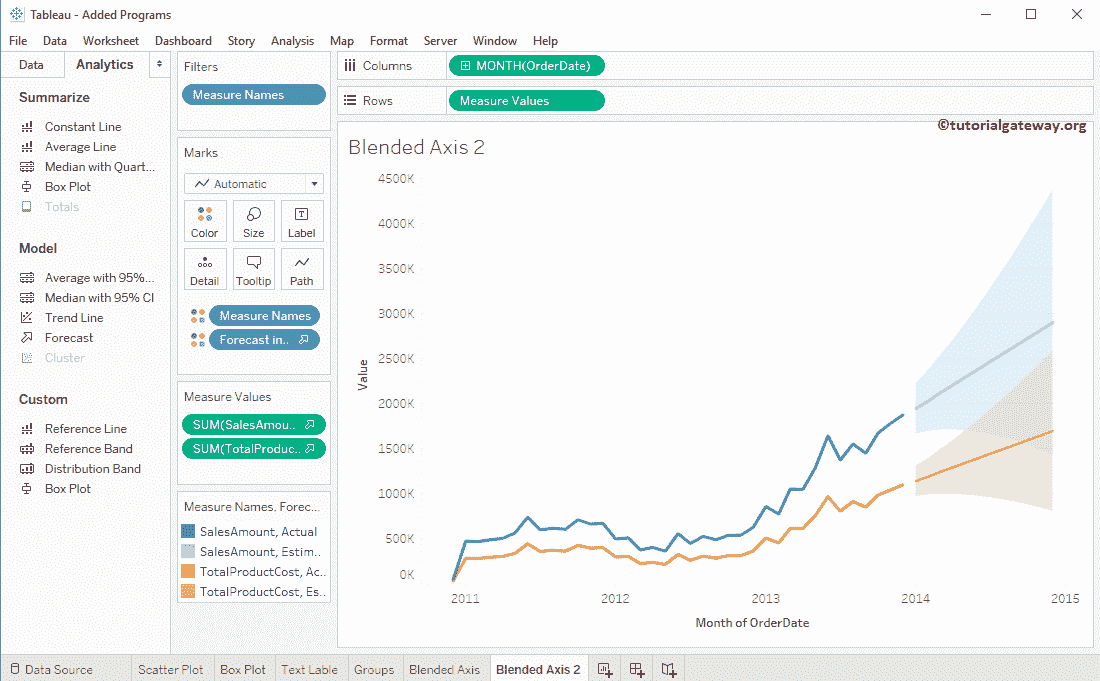 Tableau - Added Programs
File Data Worksheet Dashboard Story Analysis Map Format Server Window Help
Data Analytics
Summarize
Constant Line
Average Line
Median with Quart...
Box Plot
Totals
Model
Average with 95%...
Median with 95% CI
Trend Line
Forecast
Cluster
Custom
Reference Line
Reference Band
Distribution Band
Box Plot
Filters
Measure Names
Marks
Automatic
Color Size Label
Detail Tooltip Path
Measure Names
Forecast in..
Measure Values
SUM(SalesAmou..
SUM(TotalProduc..
Measure Names, Forec...
SalesAmount, Actual
SalesAmount, Estim..
TotalProductCost, Ac..
TotalProductCost, Es..
Columns MONTH(OrderDate)
Rows Measure Values
©tutorialgateway.org
Blended Axis 2
4500K
4000K
3500K
3000K
2500K
2000K
1500K
1000K
500K
0K
Value
2011 2012 2013 2014 2015
Month of OrderDate
Data Source Scatter Plot Box Plot Text Lable Groups Blended Axis Blended Axis 2